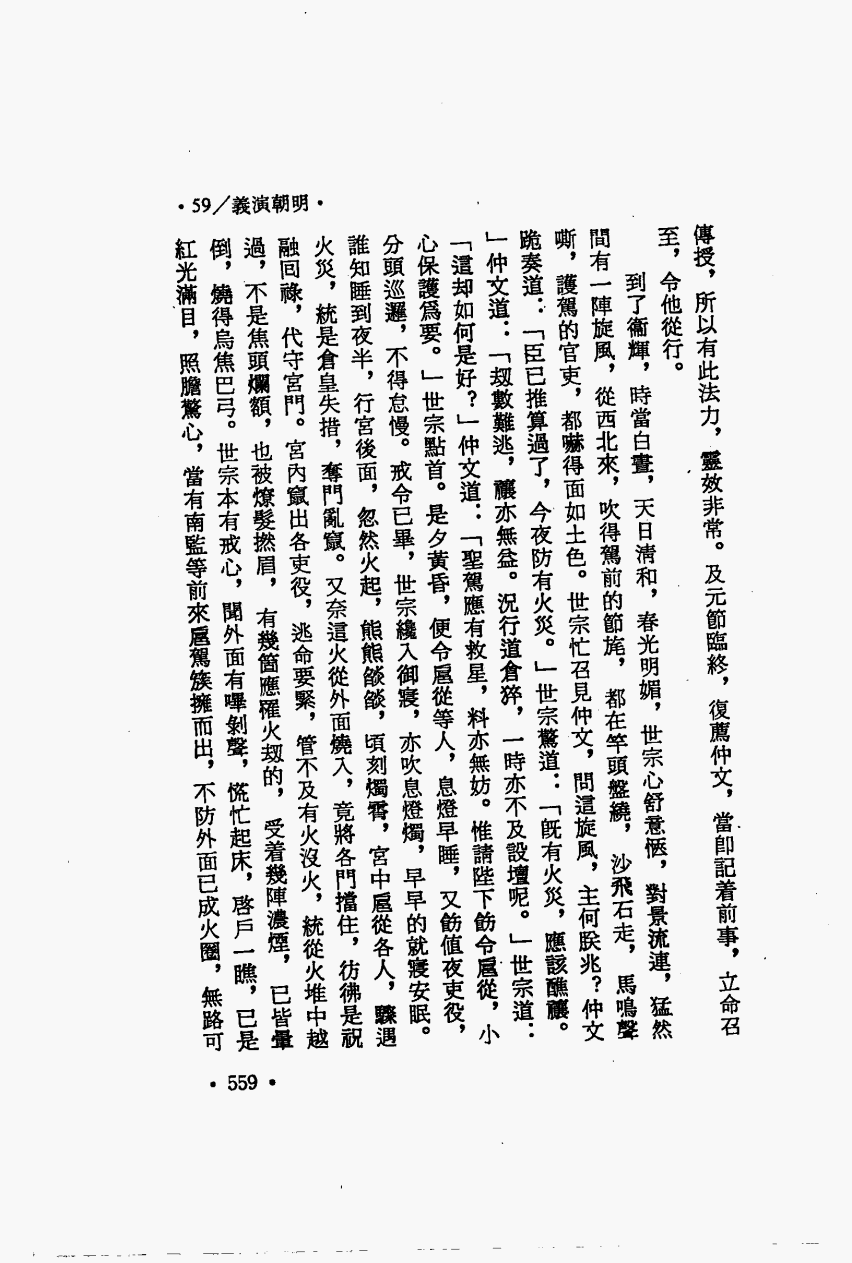 •59／義演朝明•
傳授，所以有此法力，靈效非常。及元節臨終，復薦仲文，當卽記着前事，立命召
至，令他從行。
到了衞輝，時當白晝，天日淸和，春光明媚，世宗心舒意愜，對景流連，猛然
間有一陣旋風，從西北來，吹得駕前的節旄，都在竿頭盤繞，沙飛石走，馬鳴聲
嘶，護駕的官吏，都嚇得面如土色。世宗忙召見仲文，問這旋風，主何朕兆？仲文
跪奏道：「臣已推算過了，今夜防有火災。」世宗驚道：「旣有火災，應該醮禳。
」仲文道：「刼數難逃，禳亦無益。況行道倉猝，一時亦不及設壇呢。」世宗道：
「這却如何是好？」仲文道：「聖駕應有救星，料亦無妨。惟請陛下飭令扈從，小
心保護爲要。」世宗點首。是夕黃昏，便令扈從等人，息燈早睡，又飭値夜吏役，
分頭巡邏，不得怠慢。戒令已畢，世宗纔入御寢，亦吹息燈燭，早早的就寢安眠。
誰知睡到夜半，行宮後面，忽然火起，熊熊燄燄，頃刻燭霄，宮中扈從各人，驟遇
火災，統是倉皇失措，奪門亂竄。又奈這火從外面燒入，竟將各門擋住，彷彿是祝
融回祿，代守宮門。宮內竄出各吏役，逃命要緊，管不及有火沒火，統從火堆中越
過，不是焦頭爛額，也被燎髮撚眉，有幾箇應罹火刼的，受着幾陣濃煙，已皆暈
倒，燒得烏焦巴弓。世宗本有戒心，聞外面有嗶剝聲，慌忙起床，啓戶一瞧，已是
紅光滿目，照膽驚心，當有南監等前來扈駕簇擁而出，不防外面已成火圈，無路可
•559•